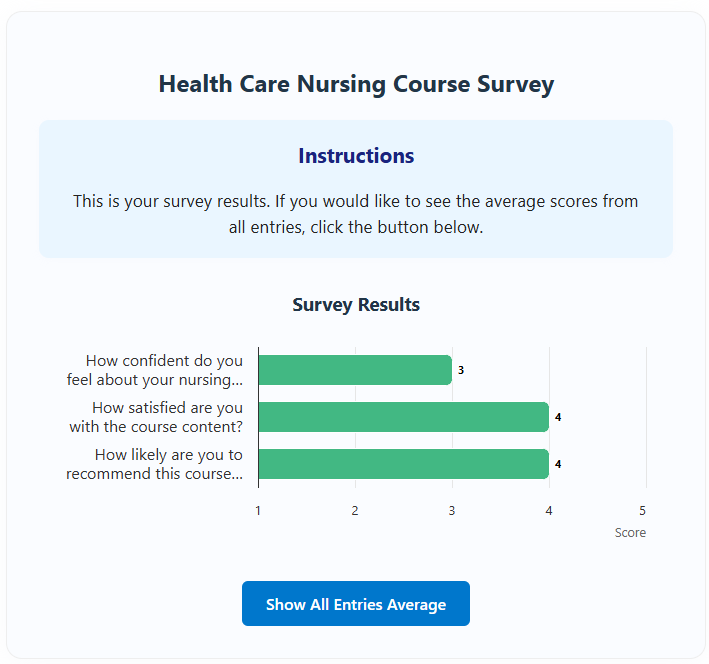 Health Care Nursing Course Survey
Instructions
This is your survey results. If you would like to see the average scores from
all entries, click the button below.
Survey Results
How confident do you
feel about your nursing...
3
How satisfied are you
with the course content?
4
How likely are you to
recommend this course...
4
1 2 3 4 5
Score
Show All Entries Average